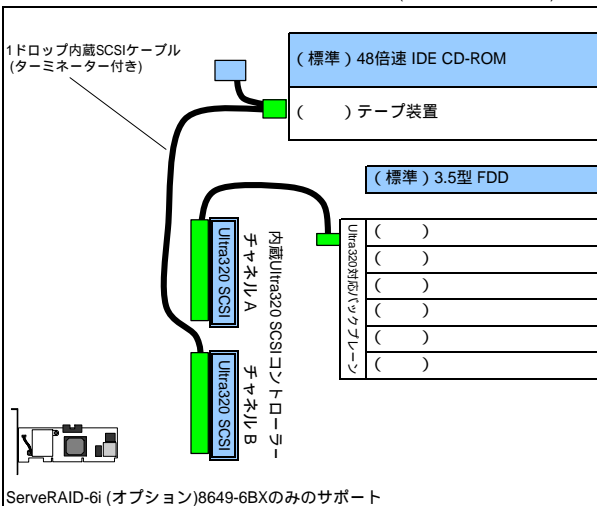 1ドロップ内蔵SCSIケーブル
(ターミネーター付き)
(標準) 48倍速 IDE CD-ROM
(　　) テープ装置
(標準) 3.5型 FDD
Ultra320 SCSI
チャネル A
内蔵Ultra320 SCSIコントローラー
Ultra320対応バックプレーン
(　　)
(　　)
(　　)
(　　)
(　　)
(　　)
Ultra320 SCSI
チャネル B
ServeRAID-6i (オプション)8649-6BXのみのサポート